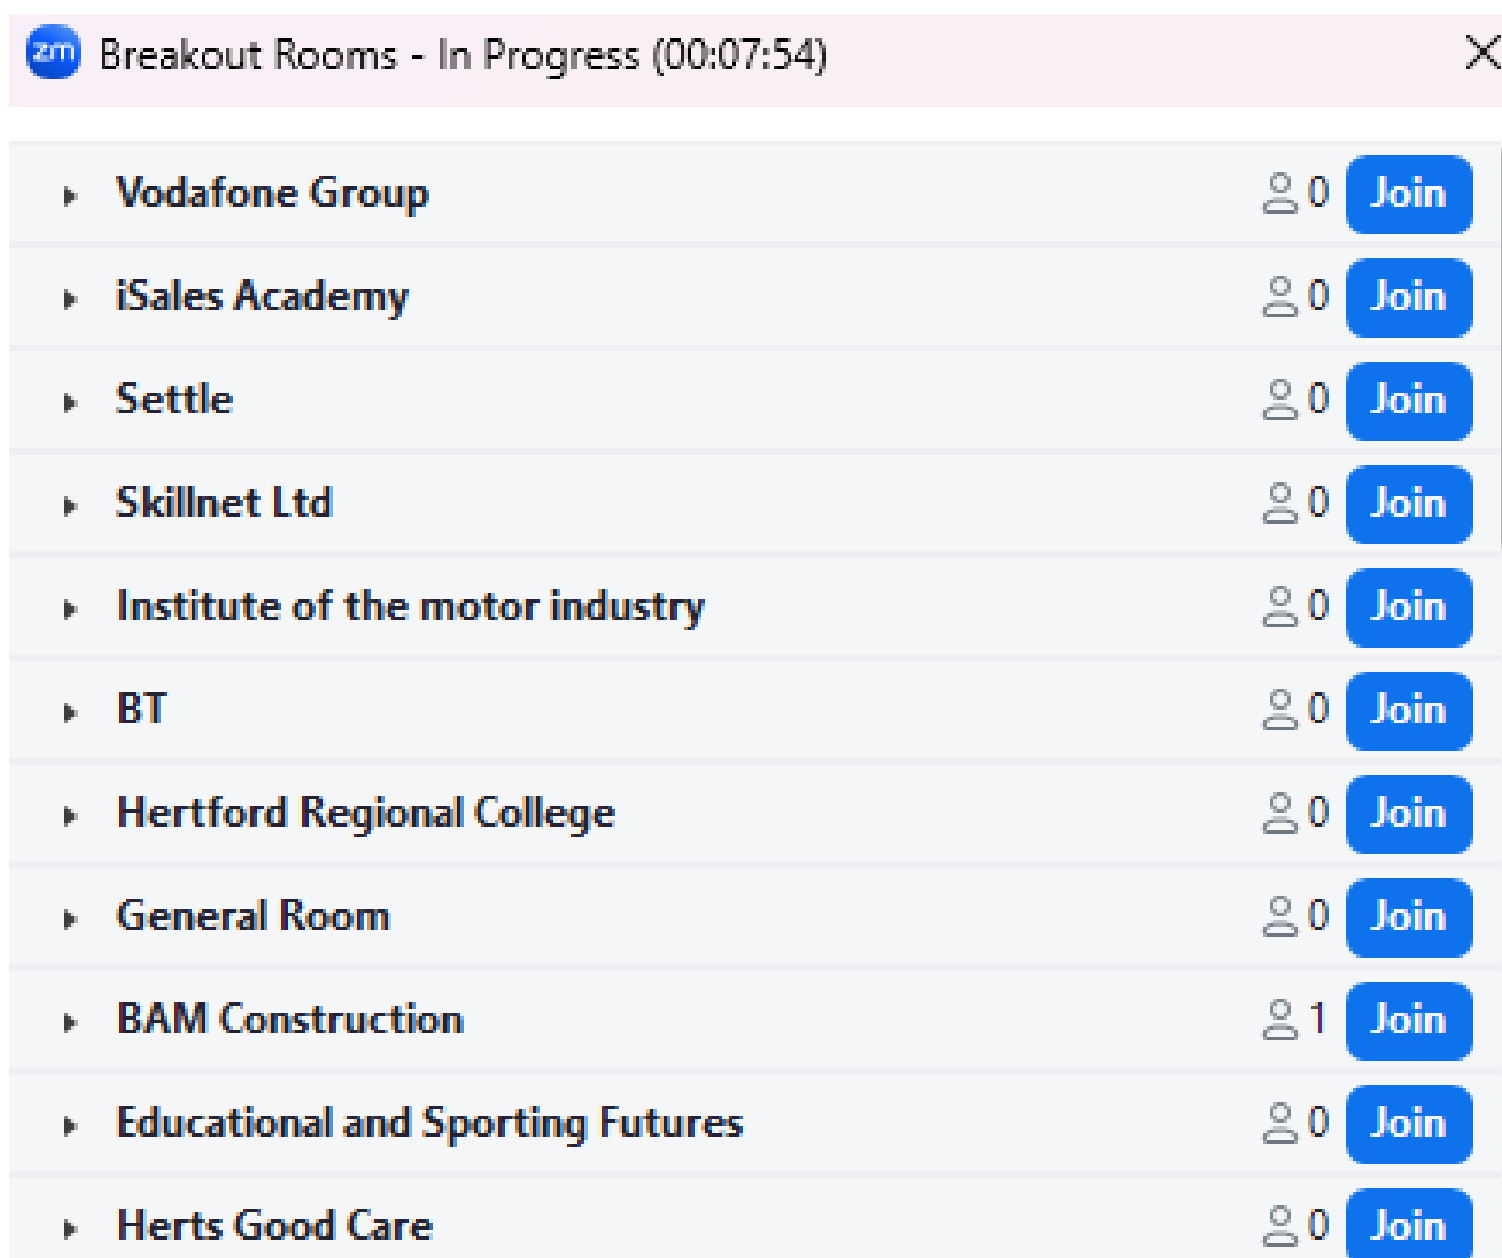 zm Breakout Rooms - In Progress (00:07:54)
Vodafone Group 0 Join
iSales Academy 0 Join
Settle 0 Join
Skillnet Ltd 0 Join
Institute of the motor industry 0 Join
BT 0 Join
Hertford Regional College 0 Join
General Room 0 Join
BAM Construction 1 Join
Educational and Sporting Futures 0 Join
Herts Good Care 0 Join